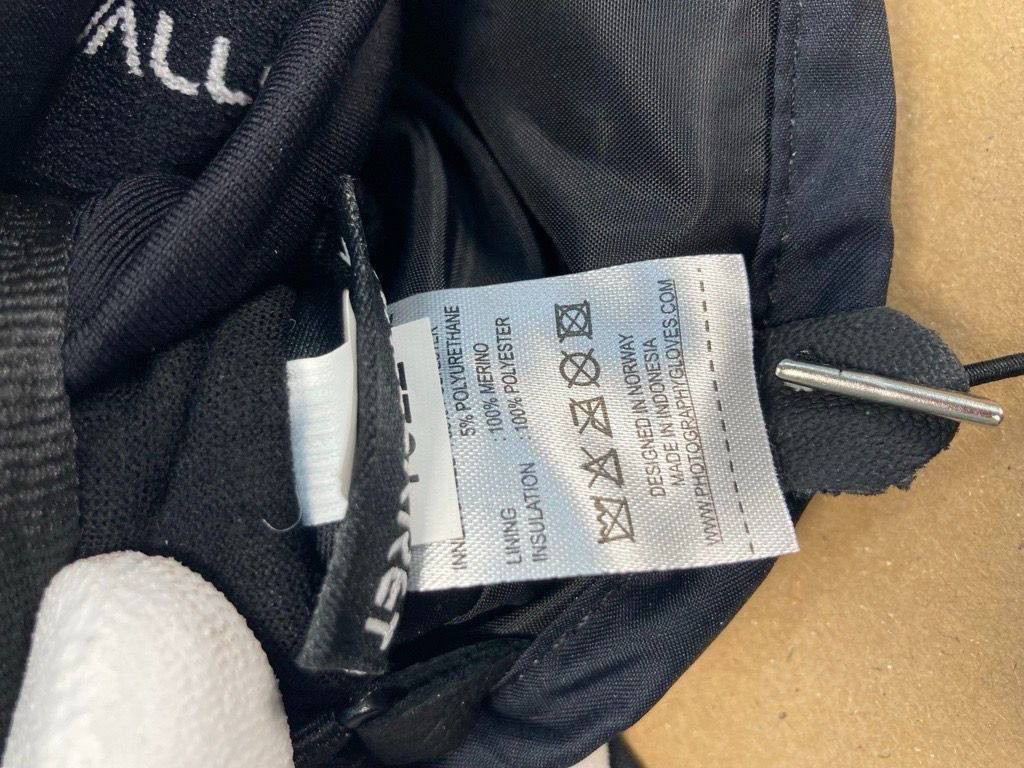 ALL
5% POLYURETHANE
LINING : 100% MERINO
INSULATION : 100% POLYESTER
DESIGNED IN NORWAY
MADE IN INDONESIA
WWW.PHOTOGRAPHYGLOVES.COM